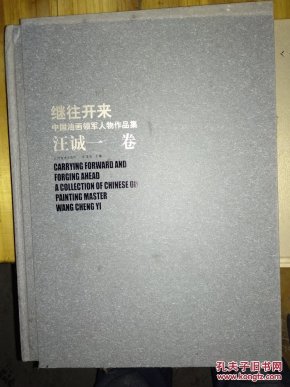 继往开来
中国油画领军人物作品集
汪诚一 卷
CARRYING FORWARD AND
FORGING AHEAD
A COLLECTION OF CHINESE OIL
PAINTING MASTER
WANG CHENG YI
孔夫子旧书网